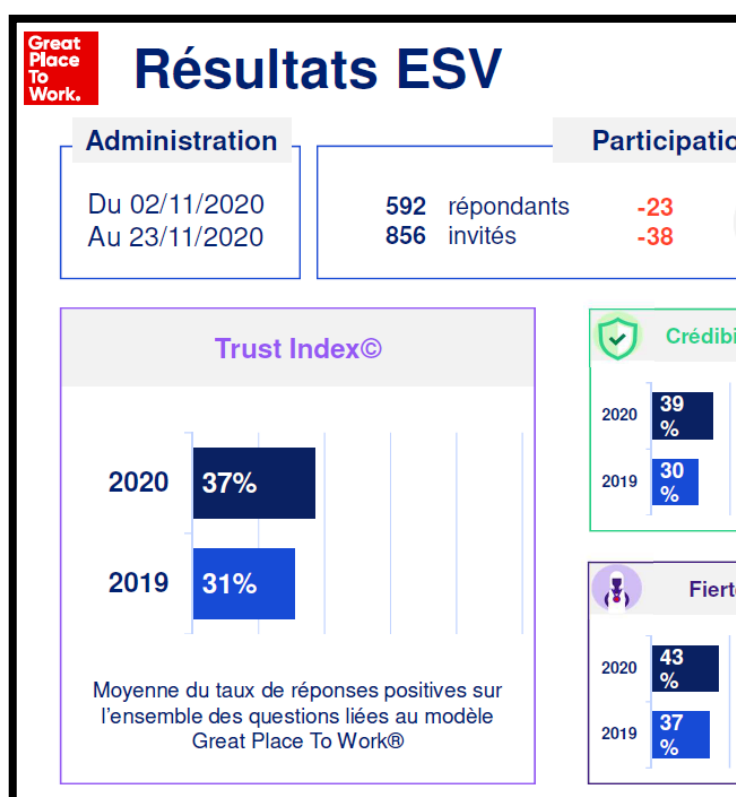 Great
Place
To
Work.
Résultats ESV
Administration
Du 02/11/2020
Au 23/11/2020
Participatio
592 répondants -23
856 invités -38
Trust Index©
2020 37%
2019 31%
Moyenne du taux de réponses positives sur
l'ensemble des questions liées au modèle
Great Place To Work®
Crédibi
2020 39
%
2019 30
%
Fiert
2020 43
%
2019 37
%